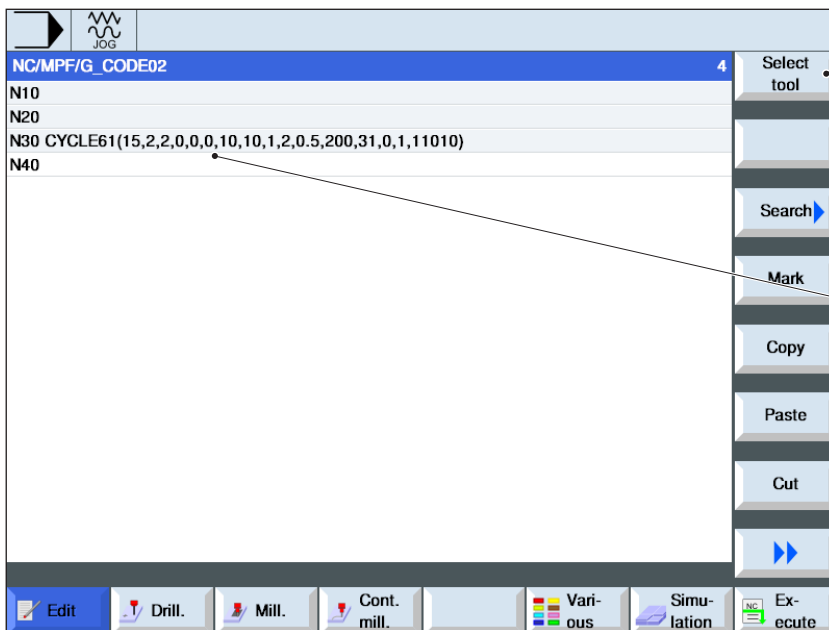 JOG
NC/MPF/G_CODE02 4
N10
N20
N30 CYCLE61(15,2,2,0,0,0,10,10,1,2,0.5,200,31,0,1,11010)
N40
Select
tool
Search
Mark
Copy
Paste
Cut
Edit
Drill.
Mill.
Cont.
mill.
Vari-
ous
Simu-
lation
NC
Ex-
ecute